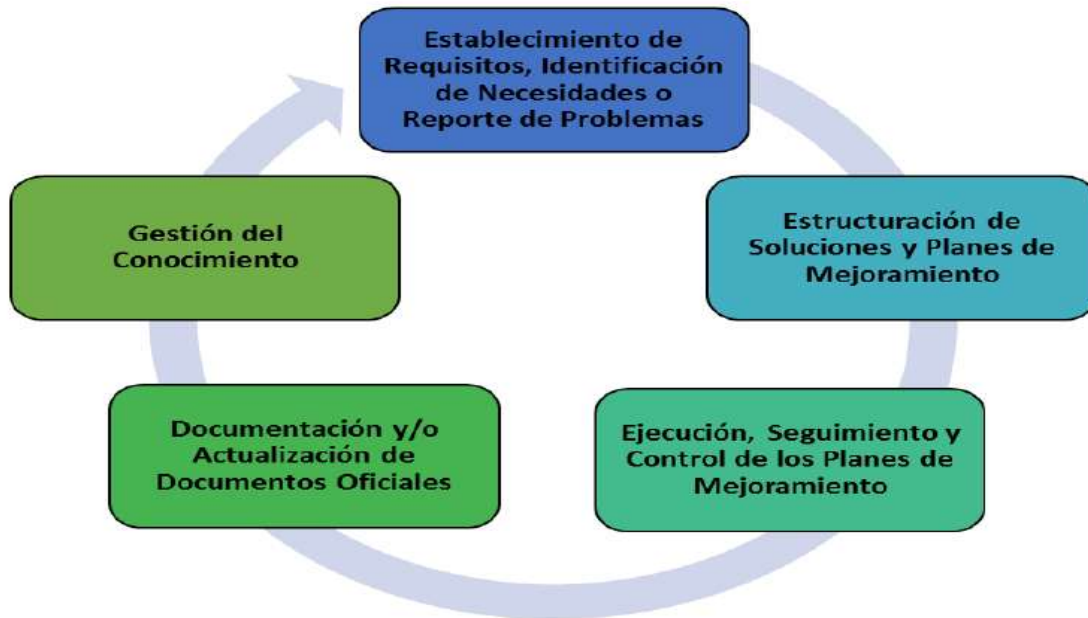 Establecimiento de
Requisitos, Identificación
de Necesidades o
Reporte de Problemas
Estructuración de
Soluciones y Planes de
Mejoramiento
Ejecución, Seguimiento y
Control de los Planes de
Mejoramiento
Documentación y/o
Actualización de
Documentos Oficiales
Gestión del
Conocimiento